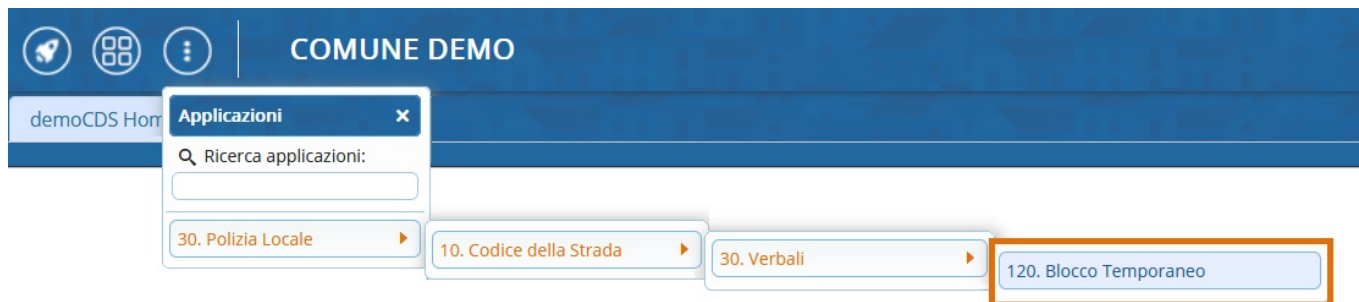 COMUNE DEMO
demoCDS Hom
Applicazioni
Ricerca applicazioni:
30. Polizia Locale
10. Codice della Strada
30. Verbali
120. Blocco Temporaneo